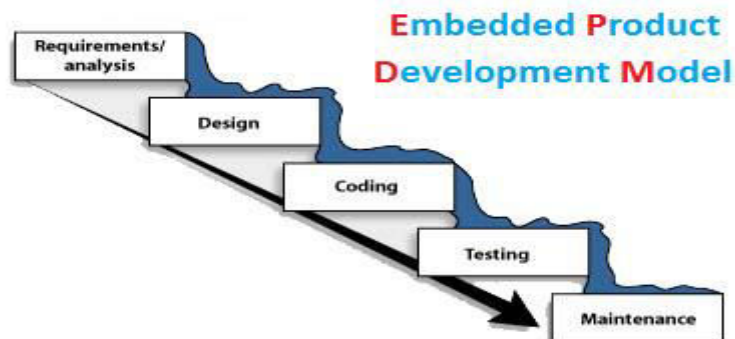 Embedded Product
Development Model
Requirements/
analysis
Design
Coding
Testing
Maintenance